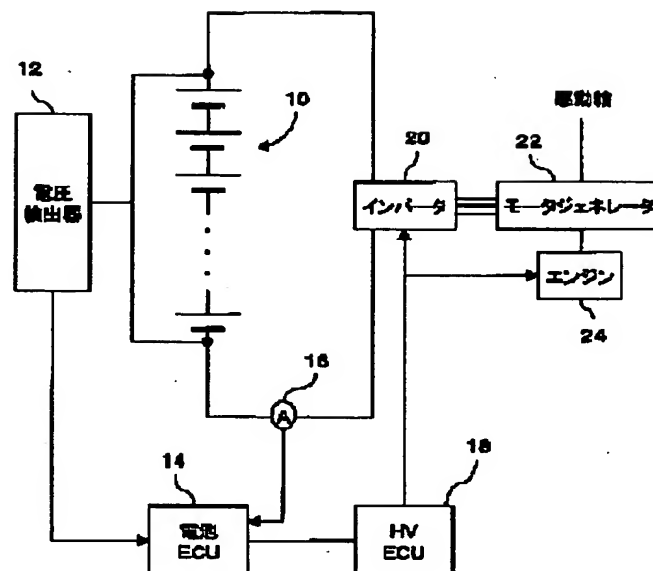 12
電圧
検出器
10
20
インバータ
駆動輪
22
モータジェネレータ
エンジン
24
16
A
14
電池
ECU
18
HV
ECU